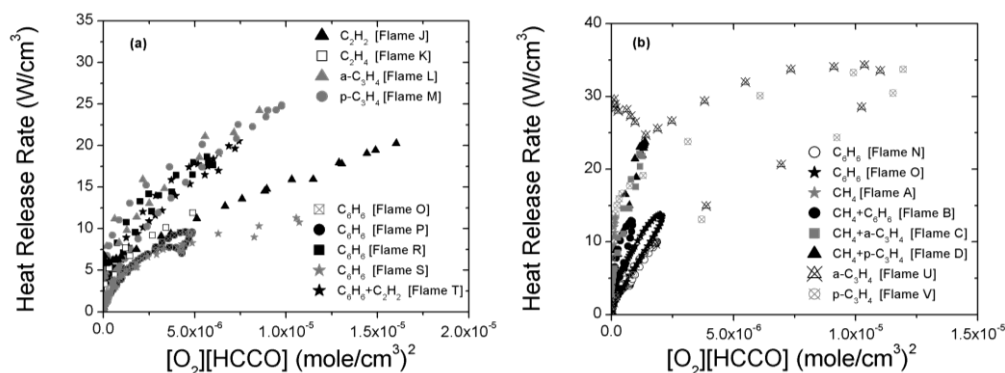 (a)
Heat Release Rate (W/cm³)
35
30
25
20
15
10
5
0
C₂H₂ [Flame J]
C₂H₄ [Flame K]
a-C₃H₄ [Flame L]
p-C₃H₄ [Flame M]
C₆H₆ [Flame O]
C₆H₆ [Flame P]
C₆H₆ [Flame R]
C₆H₆ [Flame S]
C₆H₆+C₂H₂ [Flame T]
0.0 5.0x10⁻⁶ 1.0x10⁻⁵ 1.5x10⁻⁵ 2.0x10⁻⁵
[O₂][HCCO] (mole/cm³)²
(b)
Heat Release Rate (W/cm³)
40
30
20
10
0
C₆H₆ [Flame N]
C₆H₆ [Flame O]
CH₄ [Flame A]
CH₄+C₆H₆ [Flame B]
CH₄+a-C₃H₄ [Flame C]
CH₄+p-C₃H₄ [Flame D]
a-C₃H₄ [Flame U]
p-C₃H₄ [Flame V]
0.0 5.0x10⁻⁶ 1.0x10⁻⁵ 1.5x10⁻⁵
[O₂][HCCO] (mole/cm³)²